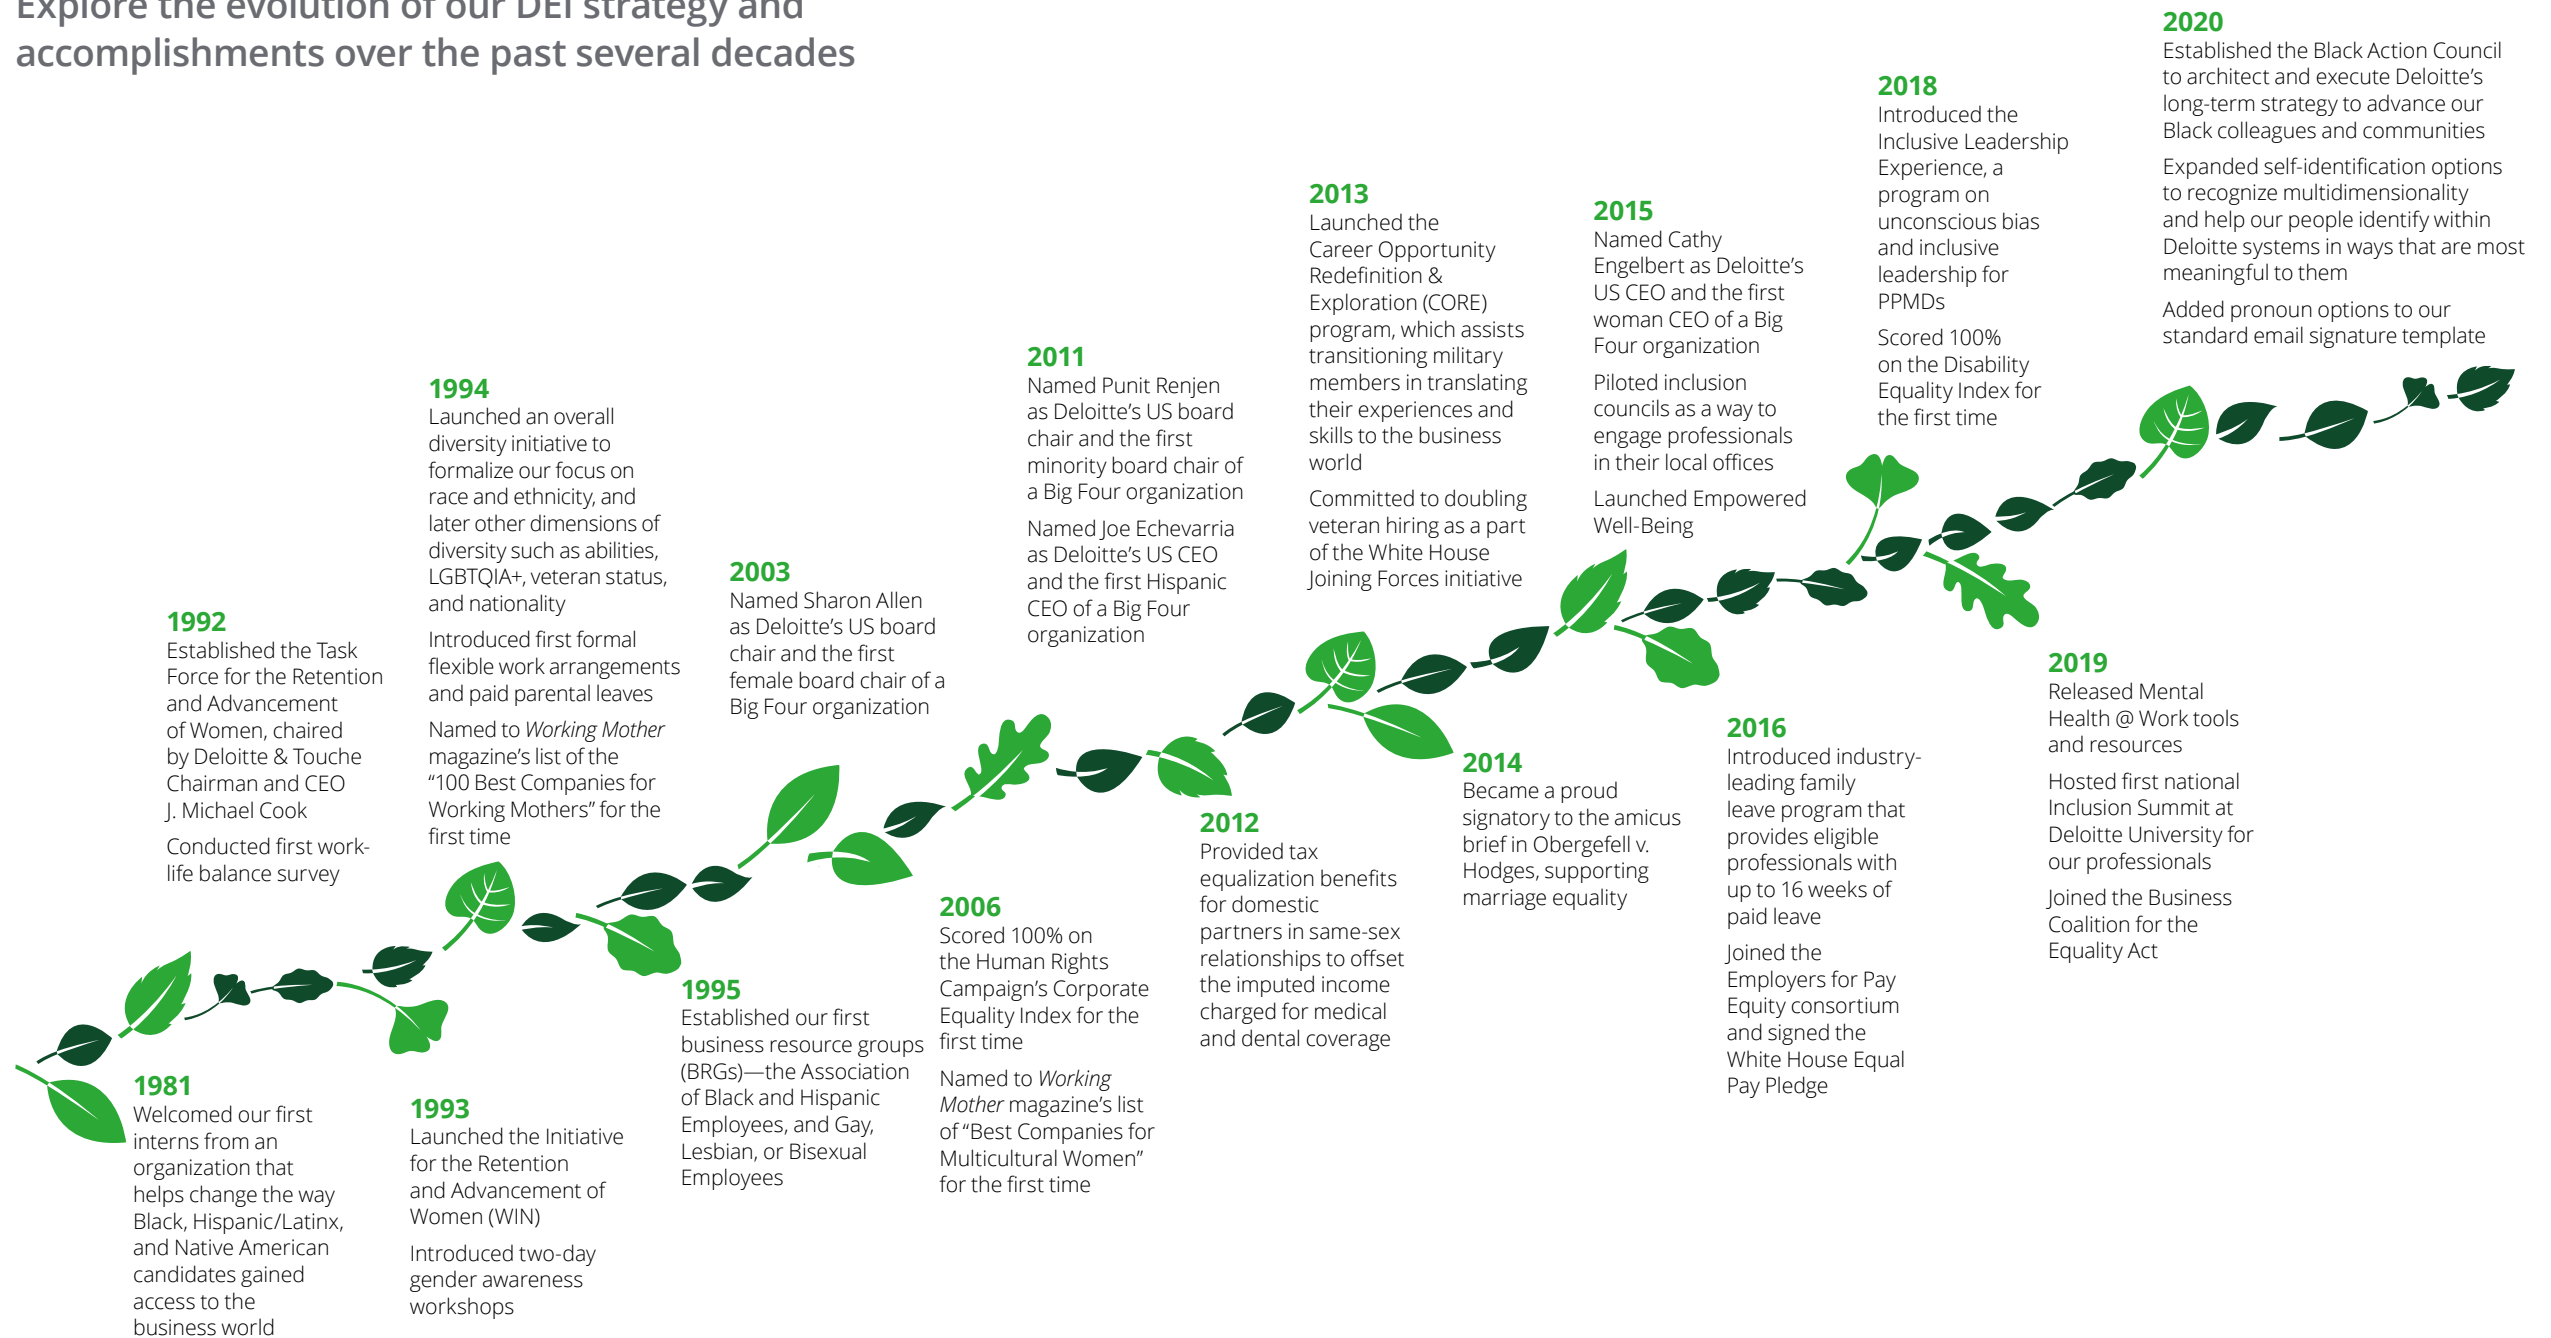 Explore the evolution of our DEI strategy and
accomplishments over the past several decades
1981
Welcomed our first
interns from an
organization that
helps change the way
Black, Hispanic/Latinx,
and Native American
candidates gained
access to the
business world
1992
Established the Task
Force for the Retention
and Advancement
of Women, chaired
by Deloitte & Touche
Chairman and CEO
J. Michael Cook
Conducted first work-
life balance survey
1993
Launched the Initiative
for the Retention
and Advancement of
Women (WIN)
Introduced two-day
gender awareness
workshops
1994
Launched an overall
diversity initiative to
formalize our focus on
race and ethnicity, and
later other dimensions of
diversity such as abilities,
LGBTQIA+, veteran status,
and nationality
Introduced first formal
flexible work arrangements
and paid parental leaves
Named to Working Mother
magazine’s list of the
“100 Best Companies for
Working Mothers” for the
first time
1995
Established our first
business resource groups
(BRGs)—the Association
of Black and Hispanic
Employees, and Gay,
Lesbian, or Bisexual
Employees
2003
Named Sharon Allen
as Deloitte’s US board
chair and the first
female board chair of a
Big Four organization
2006
Scored 100% on
the Human Rights
Campaign’s Corporate
Equality Index for the
first time
Named to Working
Mother magazine’s list
of “Best Companies for
Multicultural Women”
for the first time
2011
Named Punit Renjen
as Deloitte’s US board
chair and the first
minority board chair of
a Big Four organization
Named Joe Echevarria
as Deloitte’s US CEO
and the first Hispanic
CEO of a Big Four
organization
2012
Provided tax
equalization benefits
for domestic
partners in same-sex
relationships to offset
the imputed income
charged for medical
and dental coverage
2013
Launched the
Career Opportunity
Redefinition &
Exploration (CORE)
program, which assists
transitioning military
members in translating
their experiences and
skills to the business
world
Committed to doubling
veteran hiring as a part
of the White House
Joining Forces initiative
2014
Became a proud
signatory to the amicus
brief in Obergefell v.
Hodges, supporting
marriage equality
2015
Named Cathy
Engelbert as Deloitte’s
US CEO and the first
woman CEO of a Big
Four organization
Piloted inclusion
councils as a way to
engage professionals
in their local offices
Launched Empowered
Well-Being
2016
Introduced industry-
leading family
leave program that
provides eligible
professionals with
up to 16 weeks of
paid leave
Joined the
Employers for Pay
Equity consortium
and signed the
White House Equal
Pay Pledge
2018
Introduced the
Inclusive Leadership
Experience, a
program on
unconscious bias
and inclusive
leadership for
PPMDs
Scored 100%
on the Disability
Equality Index for
the first time
2019
Released Mental
Health @ Work tools
and resources
Hosted first national
Inclusion Summit at
Deloitte University for
our professionals
Joined the Business
Coalition for the
Equality Act
2020
Established the Black Action Council
to architect and execute Deloitte’s
long-term strategy to advance our
Black colleagues and communities
Expanded self-identification options
to recognize multidimensionality
and help our people identify within
Deloitte systems in ways that are most
meaningful to them
Added pronoun options to our
standard email signature template